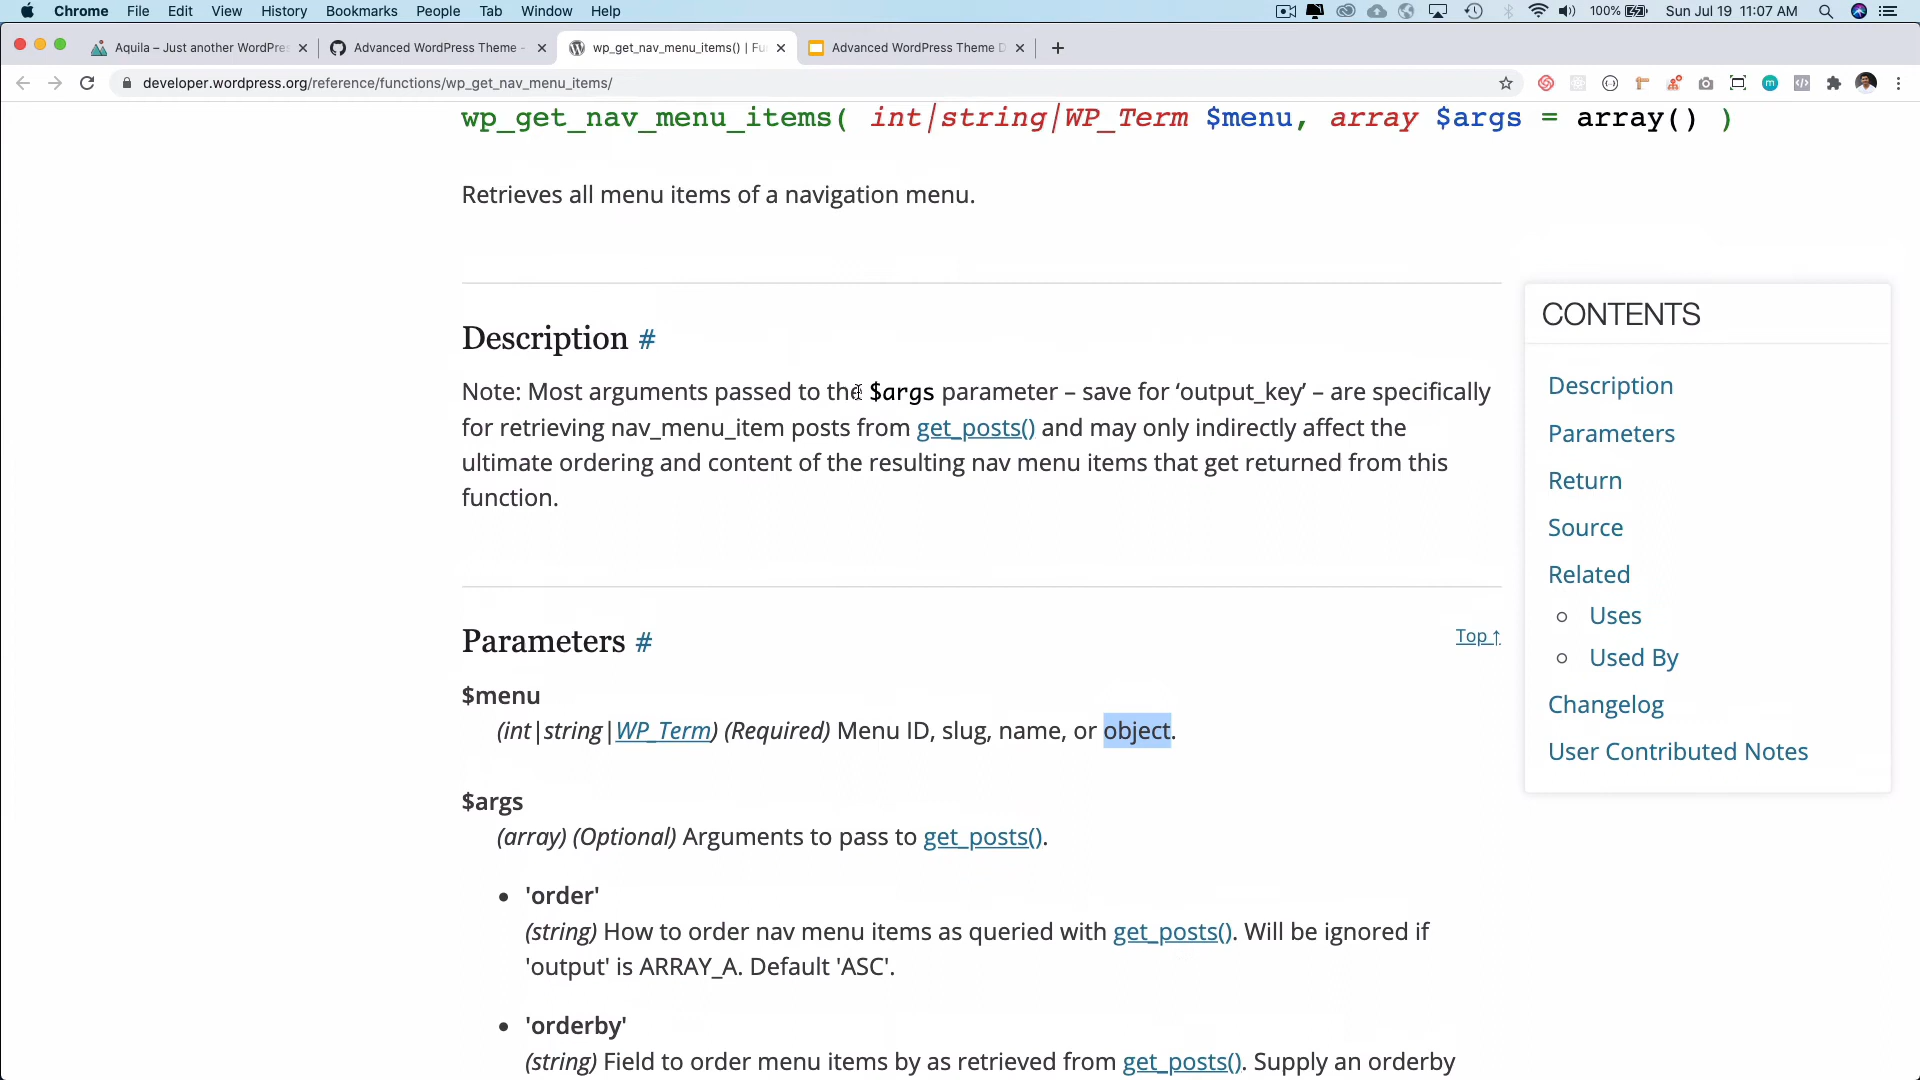 Chrome File Edit View History Bookmarks People Tab Window Help 100% Sun Jul 19 11:07 AM
Aquila – Just another WordPres Advanced WordPress Theme - wp_get_nav_menu_items() | Fu Advanced WordPress Theme D
developer.wordpress.org/reference/functions/wp_get_nav_menu_items/
wp_get_nav_menu_items( int|string|WP_Term $menu, array $args = array() )
Retrieves all menu items of a navigation menu.
Description #
Note: Most arguments passed to the $args parameter – save for ‘output_key’ – are specifically
for retrieving nav_menu_item posts from get_posts() and may only indirectly affect the
ultimate ordering and content of the resulting nav menu items that get returned from this
function.
Parameters #
Top ↑
$menu
(int|string|WP_Term) (Required) Menu ID, slug, name, or object.
$args
(array) (Optional) Arguments to pass to get_posts().
'order'
(string) How to order nav menu items as queried with get_posts(). Will be ignored if
'output' is ARRAY_A. Default 'ASC'.
'orderby'
(string) Field to order menu items by as retrieved from get_posts(). Supply an orderby
CONTENTS
Description
Parameters
Return
Source
Related
Uses
Used By
Changelog
User Contributed Notes